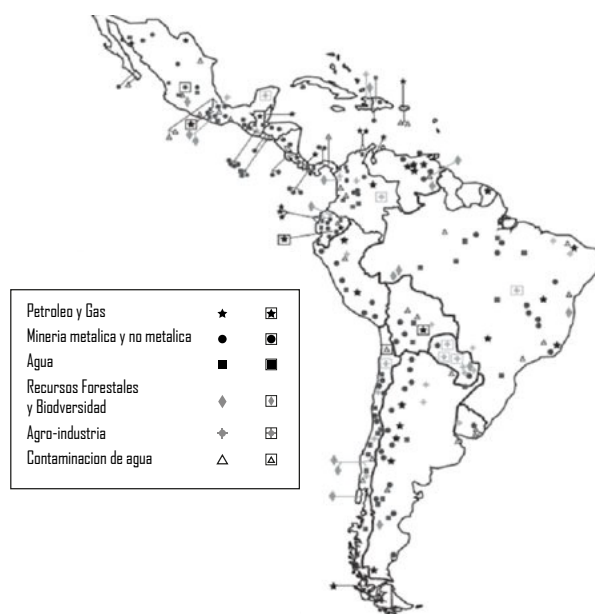 Petroleo y Gas
Mineria metalica y no metalica
Agua
Recursos Forestales
y Biodversidad
Agro-industria
Contaminacion de agua